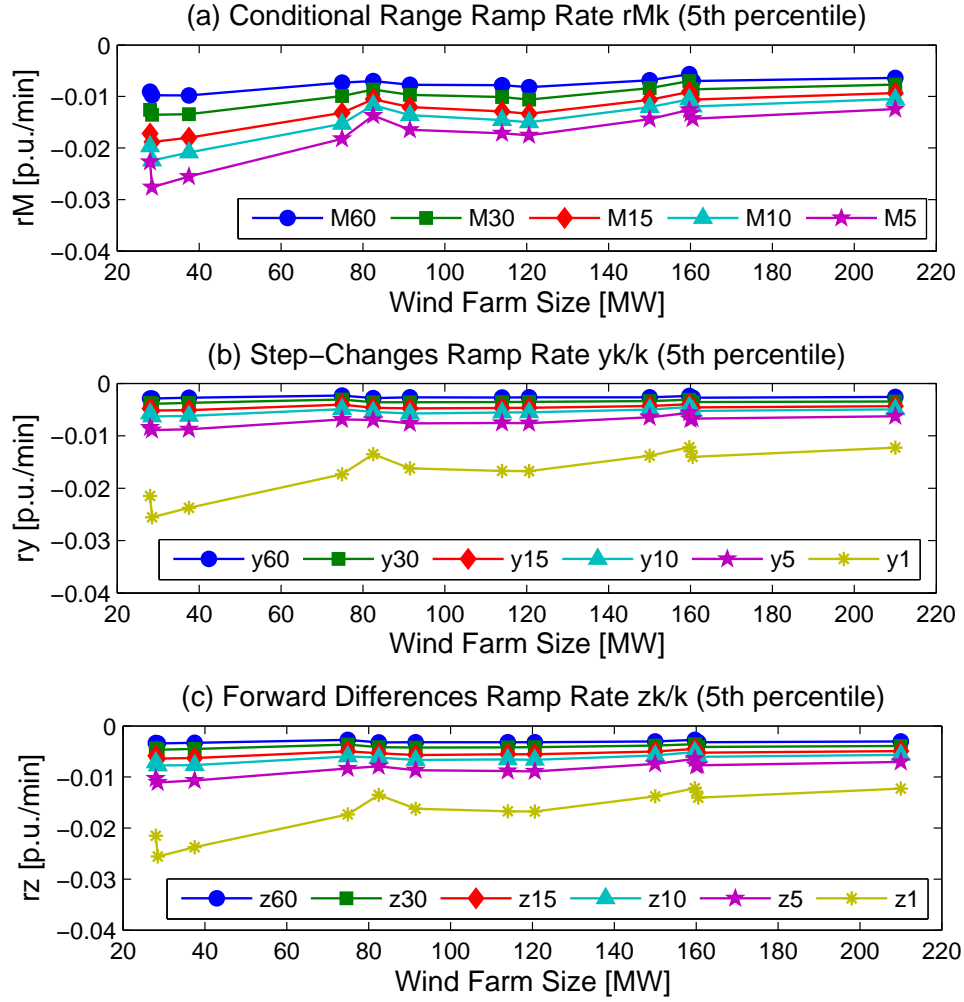 (a) Conditional Range Ramp Rate rMk (5th percentile)
0
−0.01
−0.02
−0.03
−0.04
rM [p.u./min]
M60 M30 M15 M10 M5
20 40 60 80 100 120 140 160 180 200 220
Wind Farm Size [MW]
(b) Step−Changes Ramp Rate yk/k (5th percentile)
0
−0.01
−0.02
−0.03
−0.04
ry [p.u./min]
y60 y30 y15 y10 y5 y1
20 40 60 80 100 120 140 160 180 200 220
Wind Farm Size [MW]
(c) Forward Differences Ramp Rate zk/k (5th percentile)
0
−0.01
−0.02
−0.03
−0.04
rz [p.u./min]
z60 z30 z15 z10 z5 z1
20 40 60 80 100 120 140 160 180 200 220
Wind Farm Size [MW]